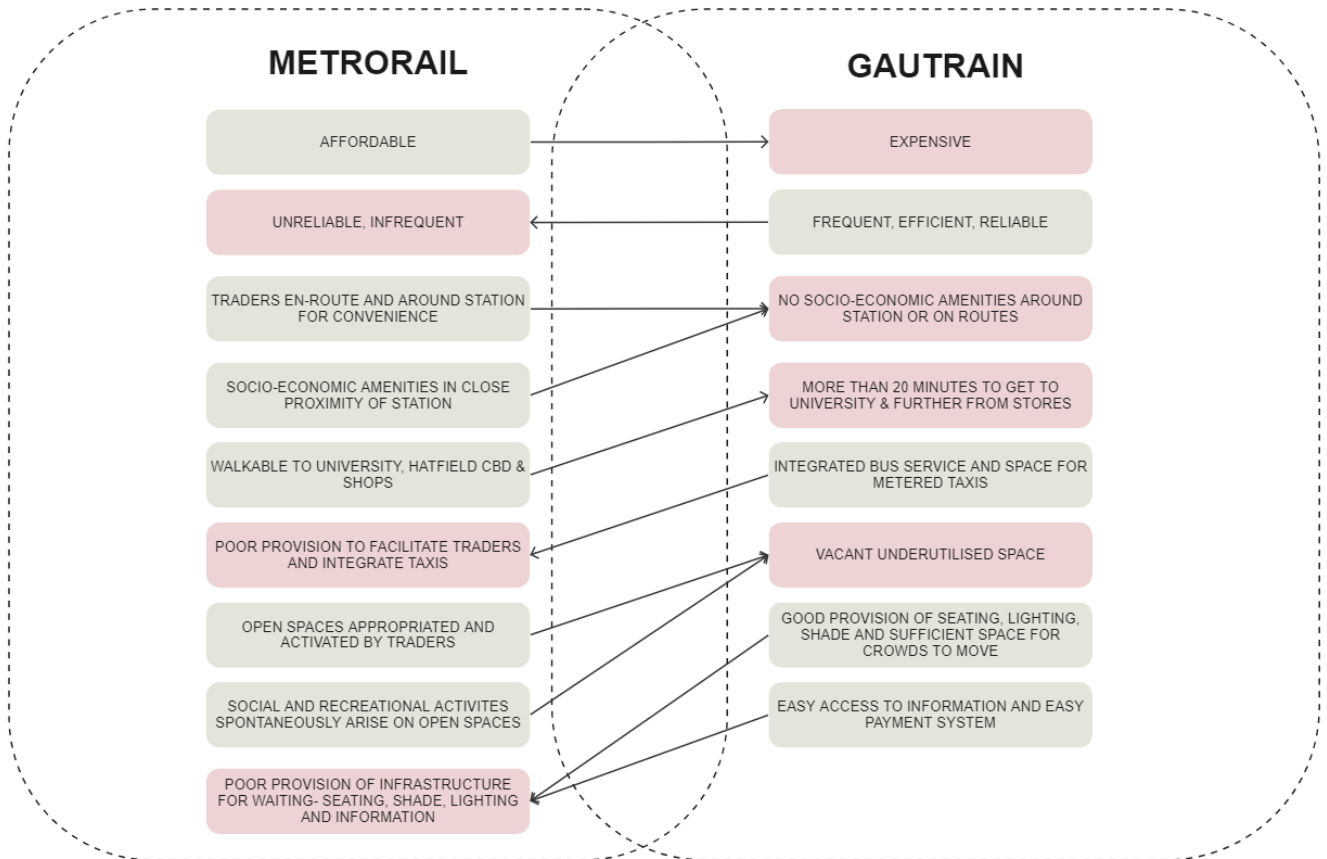 METRORAIL
AFFORDABLE
UNRELIABLE, INFREQUENT
TRADERS EN-ROUTE AND AROUND STATION
FOR CONVENIENCE
SOCIO-ECONOMIC AMENITIES IN CLOSE
PROXIMITY OF STATION
WALKABLE TO UNIVERSITY, HATFIELD CBD &
SHOPS
POOR PROVISION TO FACILITATE TRADERS
AND INTEGRATE TAXIS
OPEN SPACES APPROPRIATED AND
ACTIVATED BY TRADERS
SOCIAL AND RECREATIONAL ACTIVITES
SPONTANEOUSLY ARISE ON OPEN SPACES
POOR PROVISION OF INFRASTRUCTURE
FOR WAITING- SEATING, SHADE, LIGHTING
AND INFORMATION
GAUTRAIN
EXPENSIVE
FREQUENT, EFFICIENT, RELIABLE
NO SOCIO-ECONOMIC AMENITIES AROUND
STATION OR ON ROUTES
MORE THAN 20 MINUTES TO GET TO
UNIVERSITY & FURTHER FROM STORES
INTEGRATED BUS SERVICE AND SPACE FOR
METERED TAXIS
VACANT UNDERUTILISED SPACE
GOOD PROVISION OF SEATING, LIGHTING,
SHADE AND SUFFICIENT SPACE FOR
CROWDS TO MOVE
EASY ACCESS TO INFORMATION AND EASY
PAYMENT SYSTEM